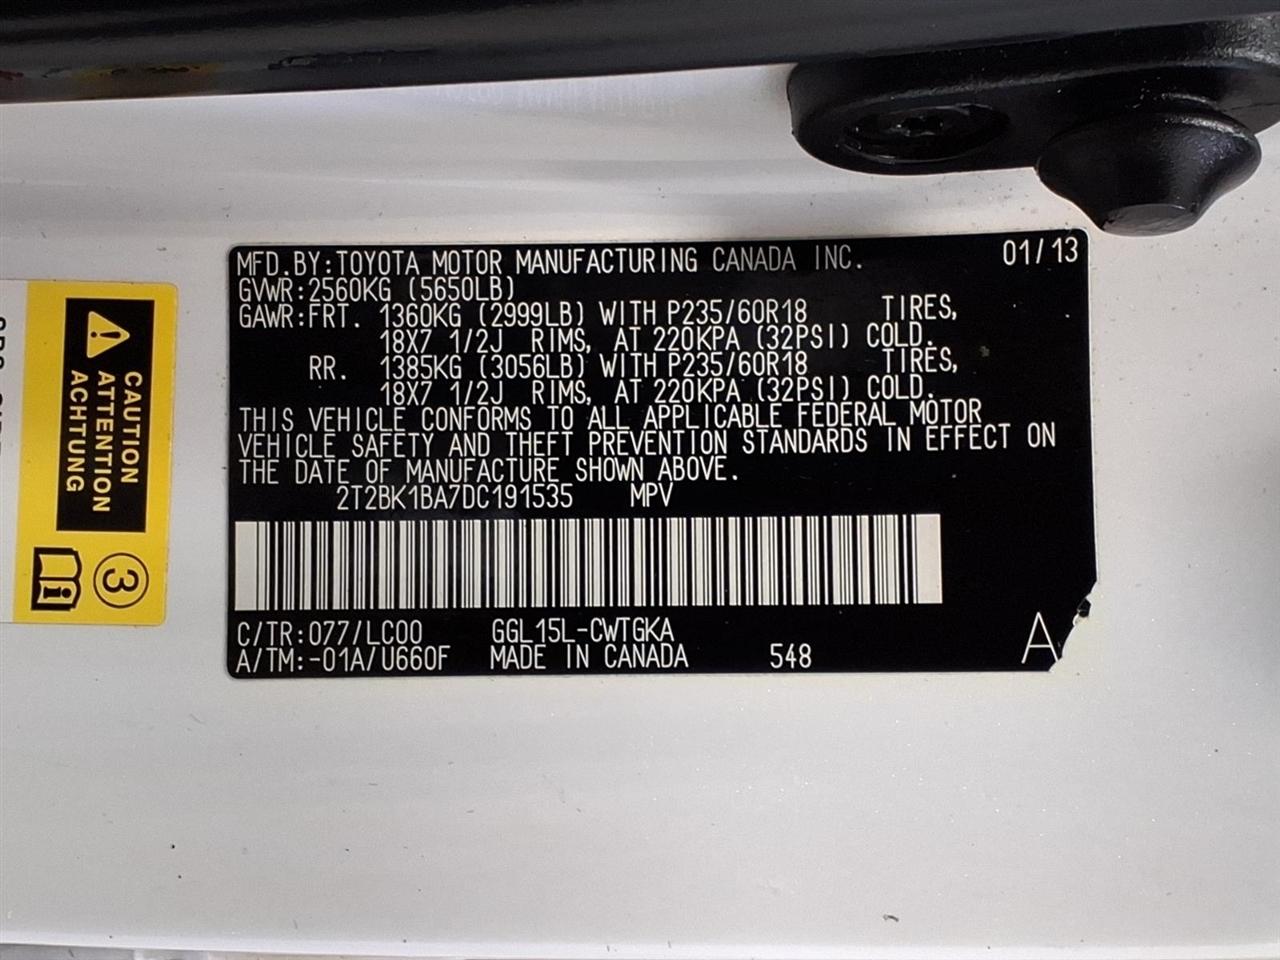 MFD.BY:TOYOTA MOTOR MANUFACTURING CANADA INC. 01/13
GVWR:2560KG (5650LB)
GAWR:FRT. 1360KG (2999LB) WITH P235/60R18 TIRES,
18X7 1/2J RIMS, AT 220KPA (32PSI) COLD.
RR. 1385KG (3056LB) WITH P235/60R18 TIRES,
18X7 1/2J RIMS, AT 220KPA (32PSI) COLD.
THIS VEHICLE CONFORMS TO ALL APPLICABLE FEDERAL MOTOR
VEHICLE SAFETY AND THEFT PREVENTION STANDARDS IN EFFECT ON
THE DATE OF MANUFACTURE SHOWN ABOVE.
2T2BK1BA7DC191535 MPV
C/TR:077/LC00 GGL15L-CWTGKA
A/TM:-01A/U660F MADE IN CANADA 548
A
CAUTION
ATTENTION
ACHTUNG
3